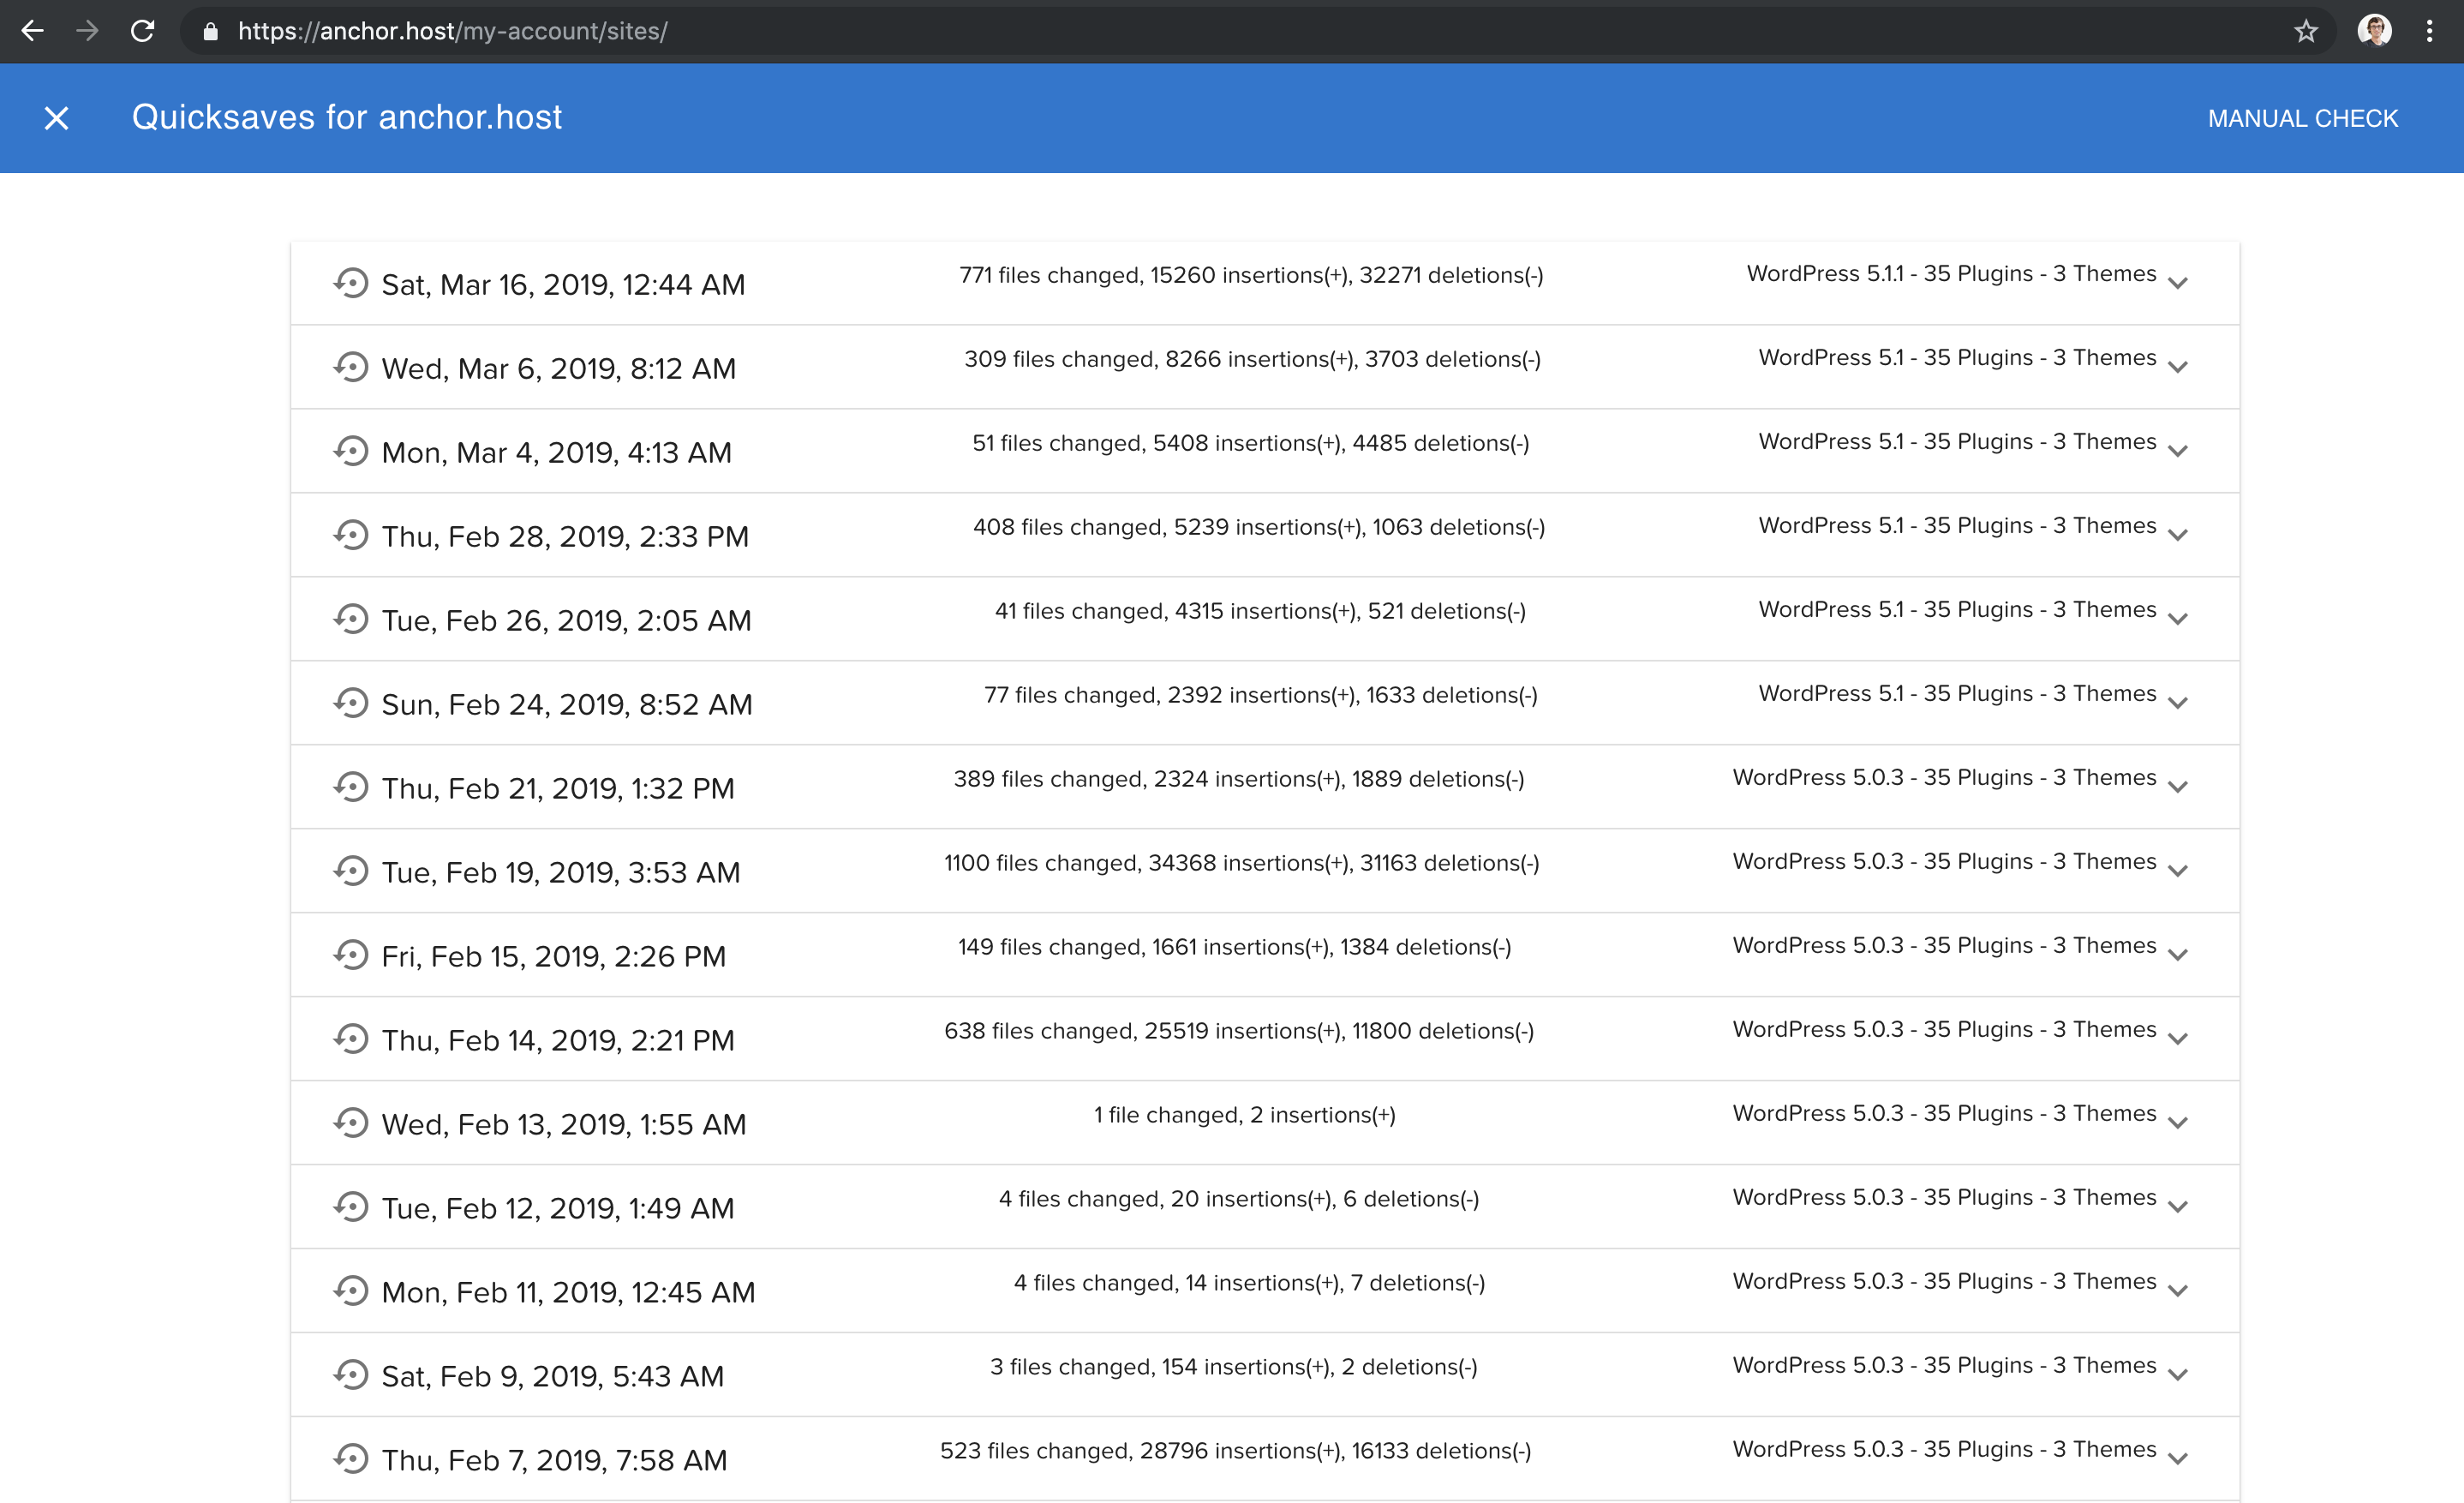 https://anchor.host/my-account/sites/
Quicksaves for anchor.host MANUAL CHECK
Sat, Mar 16, 2019, 12:44 AM 771 files changed, 15260 insertions(+), 32271 deletions(-) WordPress 5.1.1 - 35 Plugins - 3 Themes
Wed, Mar 6, 2019, 8:12 AM 309 files changed, 8266 insertions(+), 3703 deletions(-) WordPress 5.1 - 35 Plugins - 3 Themes
Mon, Mar 4, 2019, 4:13 AM 51 files changed, 5408 insertions(+), 4485 deletions(-) WordPress 5.1 - 35 Plugins - 3 Themes
Thu, Feb 28, 2019, 2:33 PM 408 files changed, 5239 insertions(+), 1063 deletions(-) WordPress 5.1 - 35 Plugins - 3 Themes
Tue, Feb 26, 2019, 2:05 AM 41 files changed, 4315 insertions(+), 521 deletions(-) WordPress 5.1 - 35 Plugins - 3 Themes
Sun, Feb 24, 2019, 8:52 AM 77 files changed, 2392 insertions(+), 1633 deletions(-) WordPress 5.1 - 35 Plugins - 3 Themes
Thu, Feb 21, 2019, 1:32 PM 389 files changed, 2324 insertions(+), 1889 deletions(-) WordPress 5.0.3 - 35 Plugins - 3 Themes
Tue, Feb 19, 2019, 3:53 AM 1100 files changed, 34368 insertions(+), 31163 deletions(-) WordPress 5.0.3 - 35 Plugins - 3 Themes
Fri, Feb 15, 2019, 2:26 PM 149 files changed, 1661 insertions(+), 1384 deletions(-) WordPress 5.0.3 - 35 Plugins - 3 Themes
Thu, Feb 14, 2019, 2:21 PM 638 files changed, 25519 insertions(+), 11800 deletions(-) WordPress 5.0.3 - 35 Plugins - 3 Themes
Wed, Feb 13, 2019, 1:55 AM 1 file changed, 2 insertions(+) WordPress 5.0.3 - 35 Plugins - 3 Themes
Tue, Feb 12, 2019, 1:49 AM 4 files changed, 20 insertions(+), 6 deletions(-) WordPress 5.0.3 - 35 Plugins - 3 Themes
Mon, Feb 11, 2019, 12:45 AM 4 files changed, 14 insertions(+), 7 deletions(-) WordPress 5.0.3 - 35 Plugins - 3 Themes
Sat, Feb 9, 2019, 5:43 AM 3 files changed, 154 insertions(+), 2 deletions(-) WordPress 5.0.3 - 35 Plugins - 3 Themes
Thu, Feb 7, 2019, 7:58 AM 523 files changed, 28796 insertions(+), 16133 deletions(-) WordPress 5.0.3 - 35 Plugins - 3 Themes